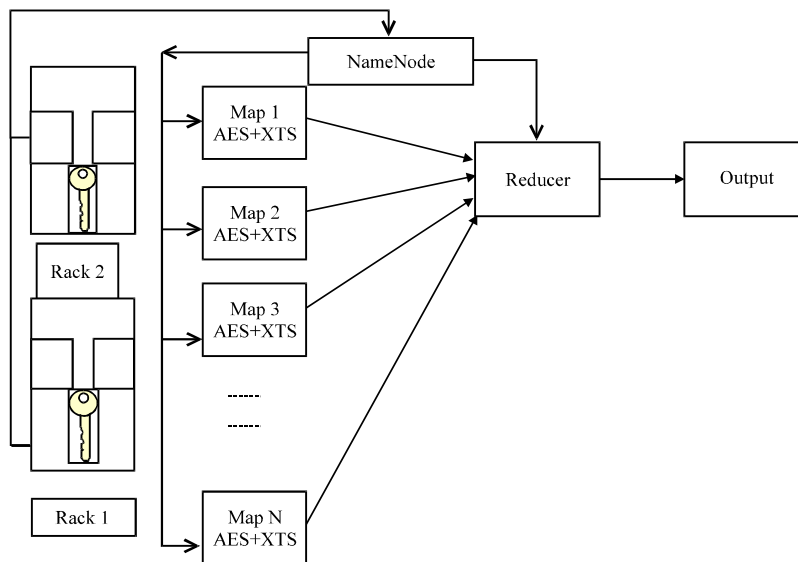 NameNode
Map 1
AES+XTS
Map 2
AES+XTS
Rack 2
Map 3
AES+XTS
Map N
AES+XTS
Rack 1
Reducer
Output